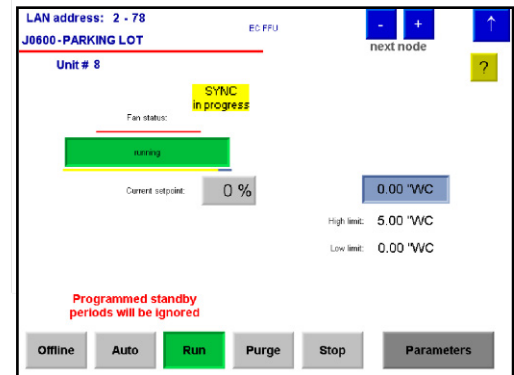 LAN address: 2 - 78
EC FFU
- +
↑
J0600-PARKING LOT
next node
Unit # 8
?
SYNC
in progress
Fan status:
running
Current setpoint: 0 %
0.00 "WC
High limit: 5.00 "WC
Low limit: 0.00 "WC
Programmed standby
periods will be ignored
Offline Auto Run Purge Stop Parameters